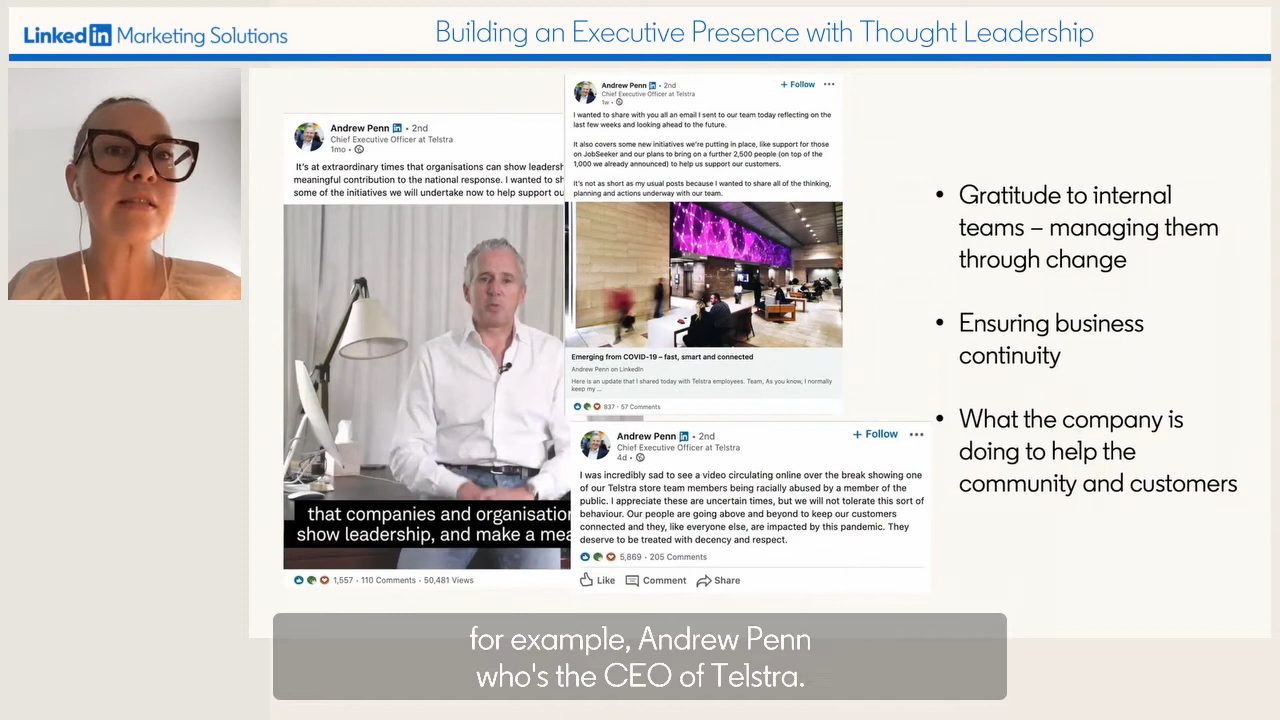 LinkedIn Marketing Solutions
Building an Executive Presence with Thought Leadership
Andrew Penn in • 2nd
Chief Executive Officer at Telstra
1mo •
It's at extraordinary times that organisations can show leadersh
meaningful contribution to the national response. I wanted to sh
some of the initiatives we will undertake now to help support ou
that companies and organisation
show leadership, and make a mea
1,557 · 110 Comments · 50,481 Views
Andrew Penn in • 2nd
Chief Executive Officer at Telstra
1w •
+ Follow •••
I wanted to share with you all an email I sent to our team today reflecting on the
last few weeks and looking ahead to the future.
It also covers some new initiatives we're putting in place, like support for those
on JobSeeker and our plans to bring on a further 2,500 people (on top of the
1,000 we already announced) to help us support our customers.
It's not as short as my usual posts because I wanted to share all of the thinking,
planning and actions underway with our team.
Emerging from COVID-19 – fast, smart and connected
Andrew Penn on LinkedIn
Here is an update that I shared today with Telstra employees. Team, As you know, I normally
keep my ...
837 · 57 Comments
Andrew Penn in • 2nd
Chief Executive Officer at Telstra
4d •
+ Follow •••
I was incredibly sad to see a video circulating online over the break showing one
of our Telstra store team members being racially abused by a member of the
public. I appreciate these are uncertain times, but we will not tolerate this sort of
behaviour. Our people are going above and beyond to keep our customers
connected and they, like everyone else, are impacted by this pandemic. They
deserve to be treated with decency and respect.
5,869 · 205 Comments
Like Comment Share
• Gratitude to internal
teams – managing them
through change
• Ensuring business
continuity
• What the company is
doing to help the
community and customers
for example, Andrew Penn
who's the CEO of Telstra.